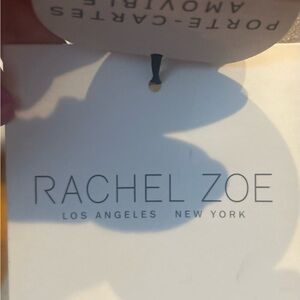 PORTE-CARTES
AMOVIBLE
RACHEL ZOE
LOS ANGELES NEW YORK